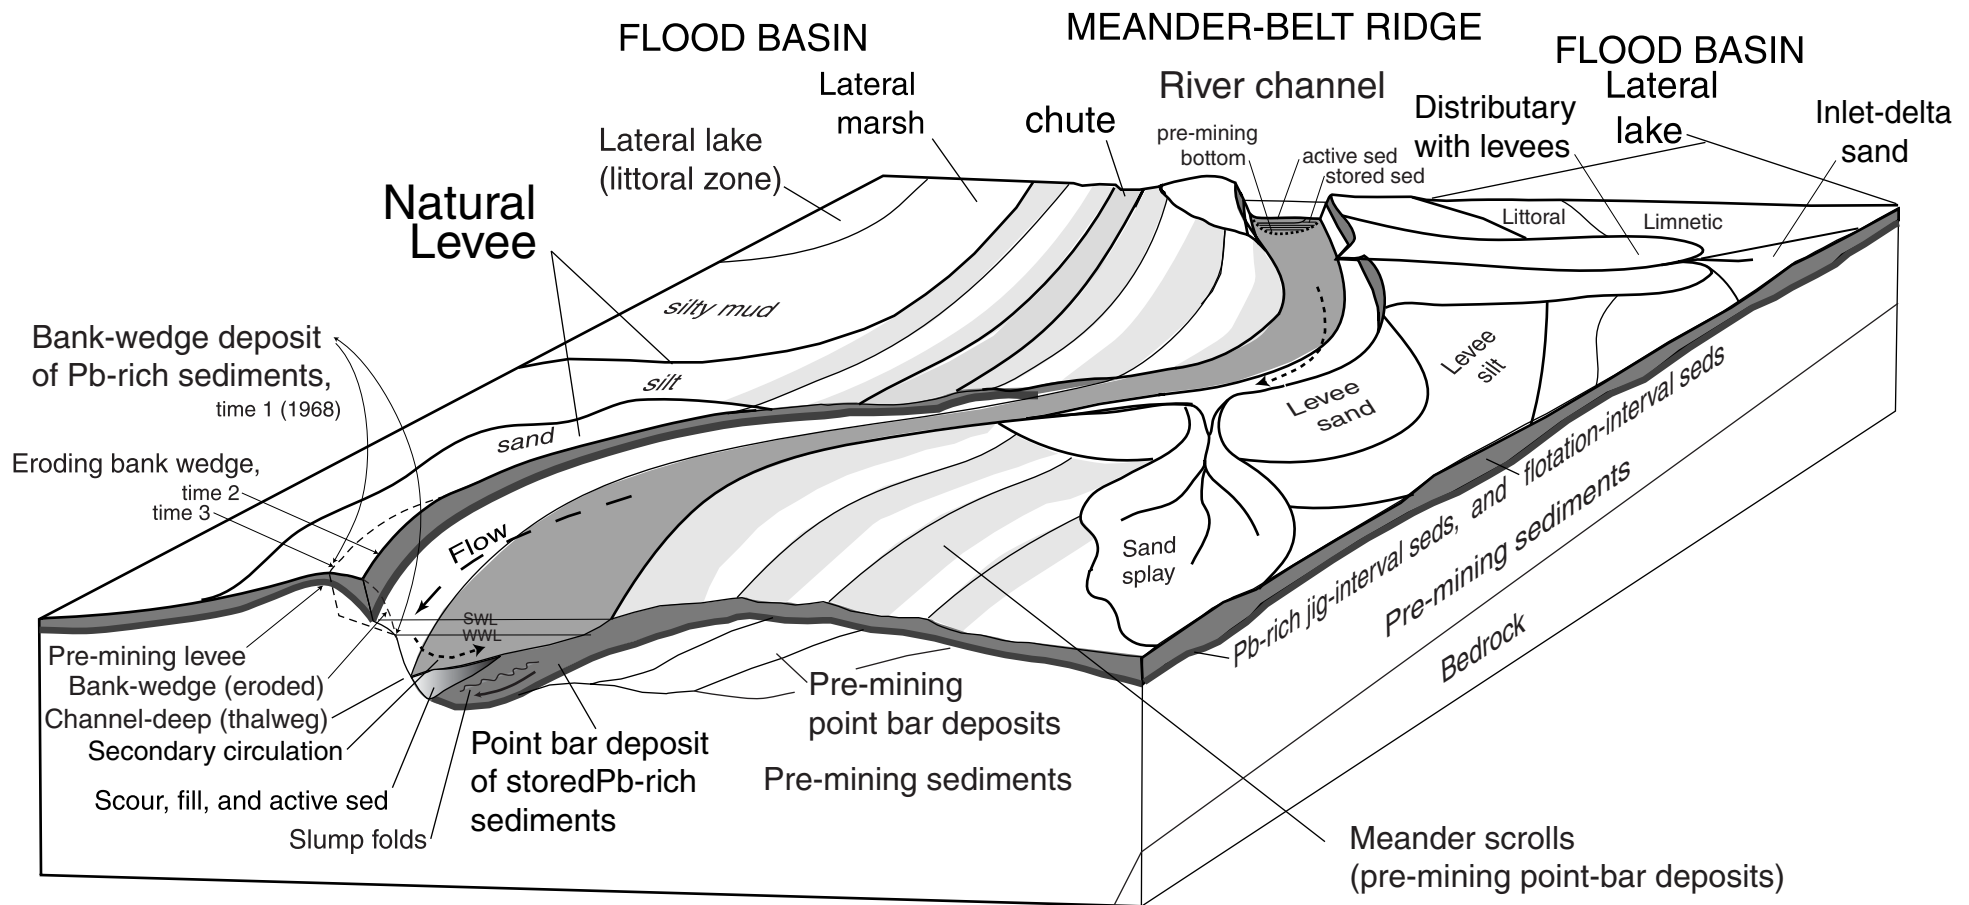 FLOOD BASIN
MEANDER-BELT RIDGE
FLOOD BASIN
Lateral
marsh
River channel
Lateral
lake
chute
Distributary
with levees
Inlet-delta
sand
Lateral lake
(littoral zone)
pre-mining
bottom
active sed
stored sed
Natural
Levee
Littoral
Limnetic
silty mud
Bank-wedge deposit
of Pb-rich sediments,
time 1 (1968)
silt
Levee
silt
Levee
sand
sand
Eroding bank wedge,
time 2
time 3
Flow
Sand
splay
Pb-rich jig-interval seds, and flotation-interval seds
Pre-mining sediments
Bedrock
SWL
WWL
Pre-mining levee
Bank-wedge (eroded)
Channel-deep (thalweg)
Secondary circulation
Scour, fill, and active sed
Slump folds
Point bar deposit
of storedPb-rich
sediments
Pre-mining
point bar deposits
Pre-mining sediments
Meander scrolls
(pre-mining point-bar deposits)